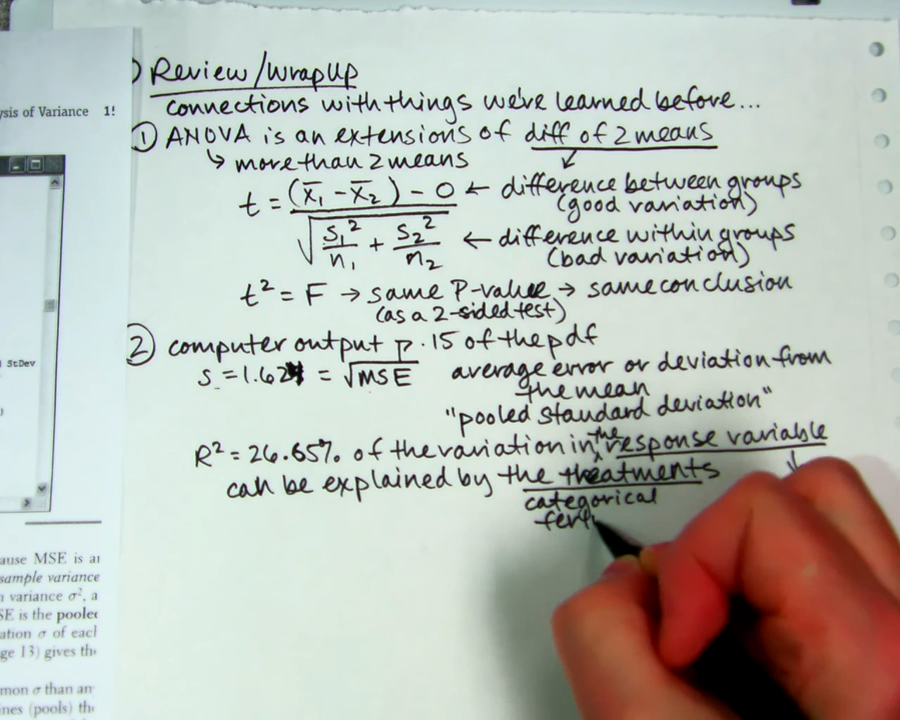 Review/WrapUp
connections with things we've learned before...
① ANOVA is an extensions of diff of 2 means
↳ more than 2 means
t = (x̄₁ - x̄₂) - 0 ← difference between groups
(good variation)
√ s₁²/n₁ + s₂²/n₂ ← difference within groups
(bad variation)
t² = F → same P-value → same conclusion
(as a 2-sided test)
② computer output p. 15 of the pdf
s = 1.62 = √MSE average error or deviation from
the mean
"pooled standard deviation"
R² = 26.65% of the variation in the response variable
can be explained by the treatments
categorical
fert
ysis of Variance
StDev
ause MSE is a
sample variance
variance σ², a
SE is the poole
ation σ of eac
ge 13) gives th
mon σ than an
ines (pools) th